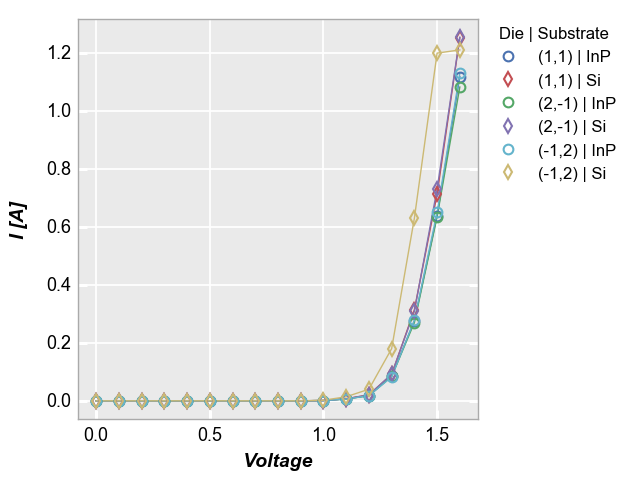 Die | Substrate
(1,1) | InP
(1,1) | Si
(2,-1) | InP
(2,-1) | Si
(-1,2) | InP
(-1,2) | Si
I [A]
1.2
1.0
0.8
0.6
0.4
0.2
0.0
0.0 0.5 1.0 1.5
Voltage